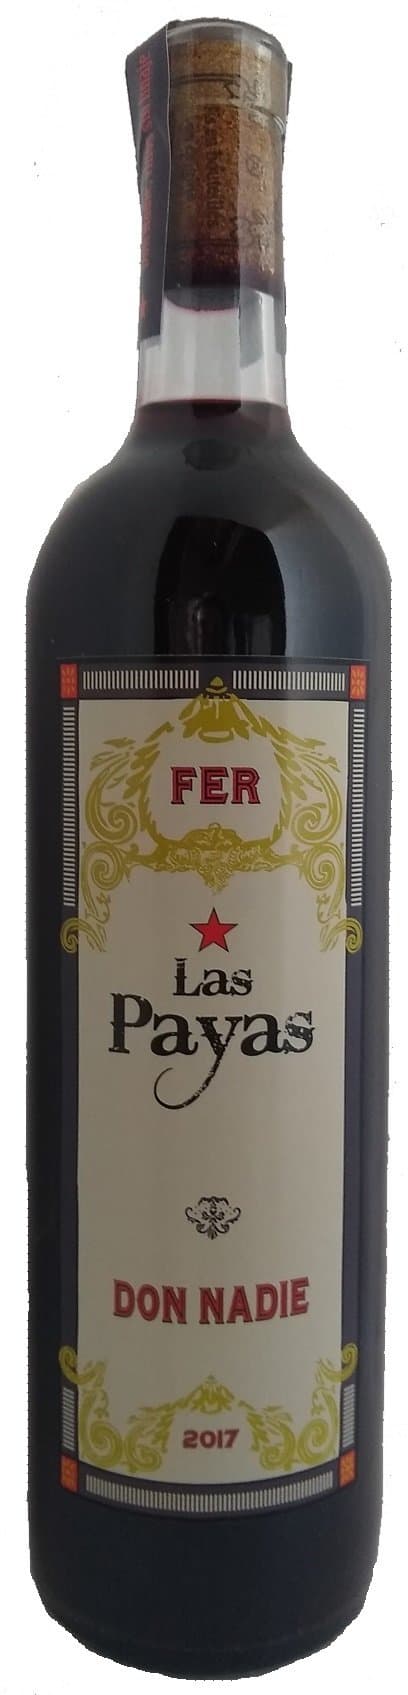 FER
Las
Payas
DON NADIE
2017